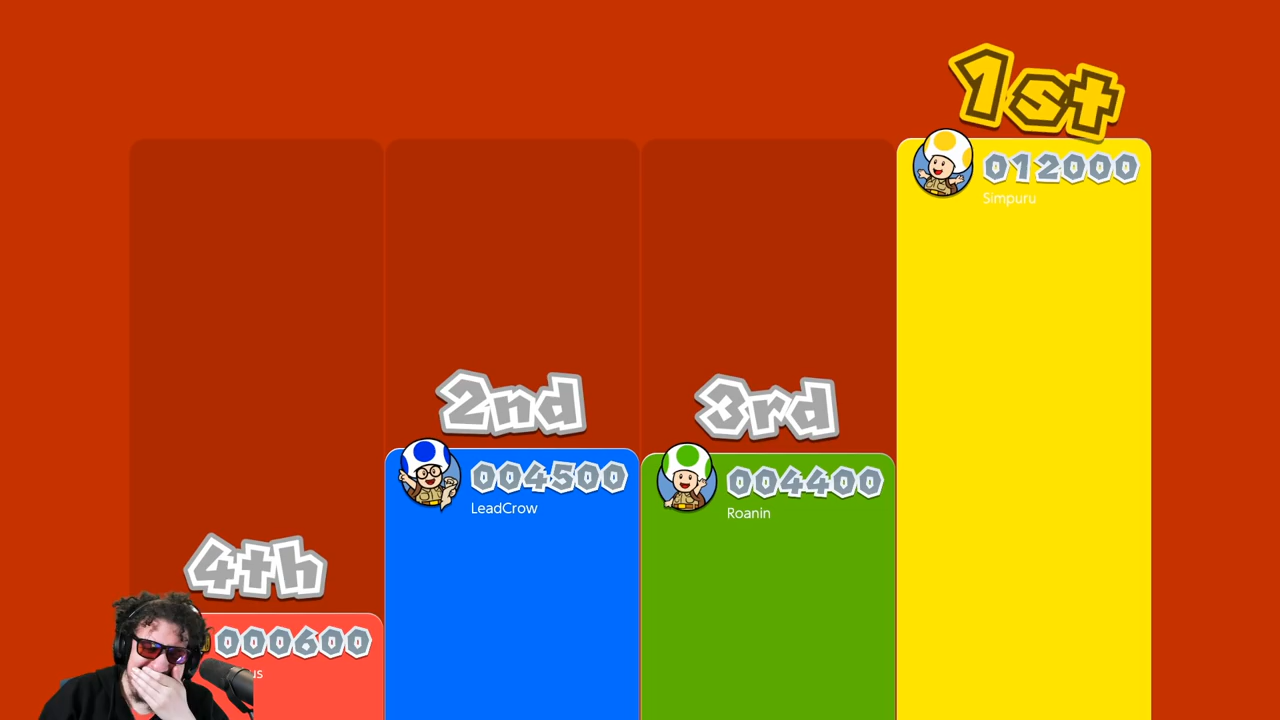 1st
012000
Simpuru
2nd
004500
LeadCrow
3rd
004400
Roanin
4th
000600